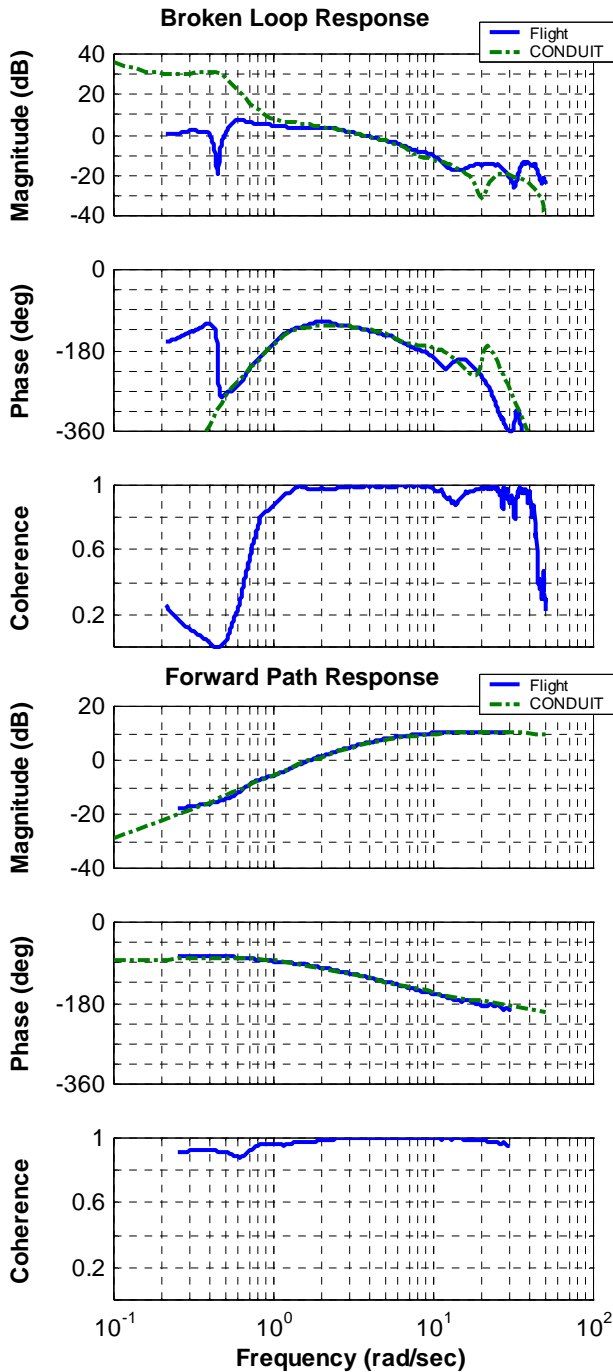 Broken Loop Response
Flight
CONDUIT
Magnitude (dB)
40
20
0
-20
-40
Phase (deg)
0
-180
-360
Coherence
1
0.6
0.2
Forward Path Response
Flight
CONDUIT
Magnitude (dB)
20
0
-20
-40
Phase (deg)
0
-180
-360
Coherence
1
0.6
0.2
10^-1
10^0
10^1
10^2
Frequency (rad/sec)